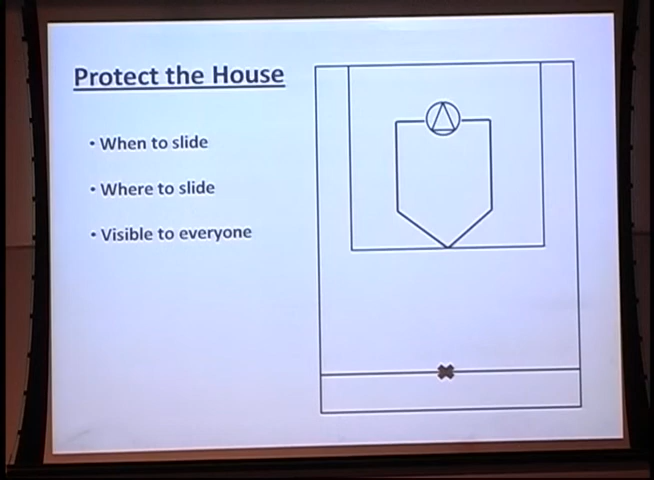 Protect the House
• When to slide
• Where to slide
• Visible to everyone